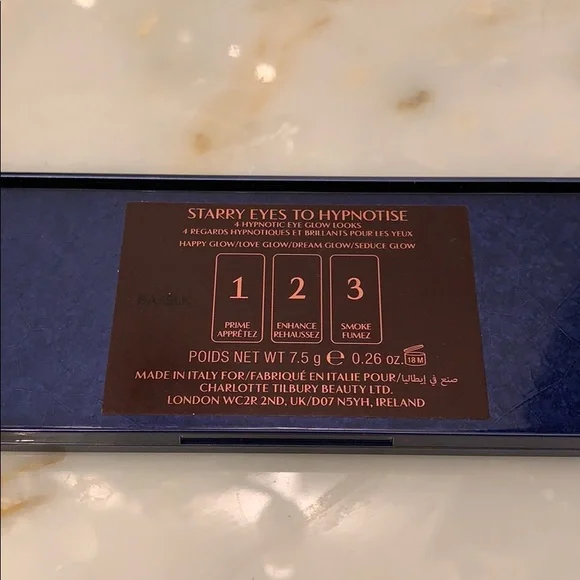 STARRY EYES TO HYPNOTISE
4 HYPNOTIC EYE GLOW LOOKS
4 REGARDS HYPNOTIQUES ET BRILLANTS POUR LES YEUX
HAPPY GLOW/LOVE GLOW/DREAM GLOW/SEDUCE GLOW
1 2 3
PRIME ENHANCE SMOKE
APPRÊTEZ REHAUSSEZ FUMEZ
POIDS NET WT 7.5 g ℮ 0.26 oz. 18 M
MADE IN ITALY FOR/FABRIQUÉ EN ITALIE POUR/صنع في إيطاليا
CHARLOTTE TILBURY BEAUTY LTD.
LONDON WC2R 2ND, UK/D07 N5YH, IRELAND